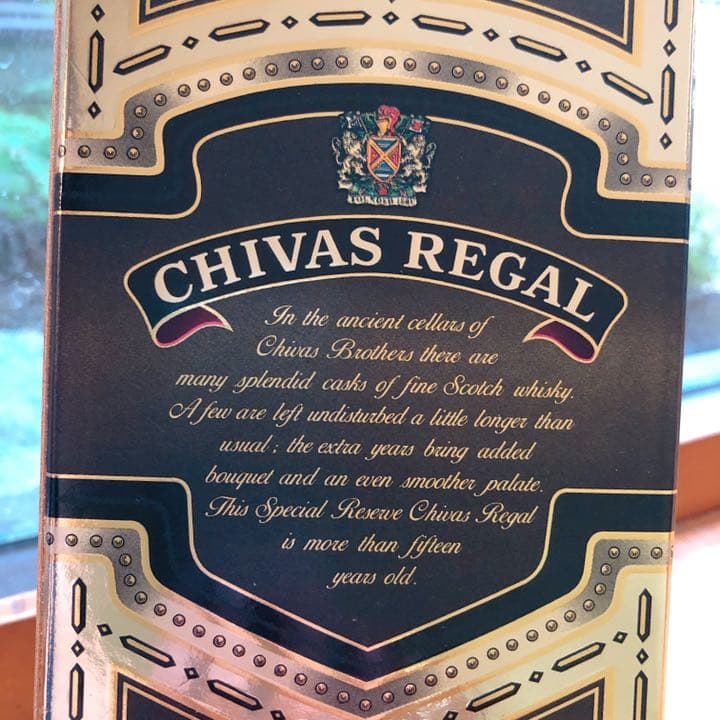 CHIVAS REGAL
In the ancient cellars of
Chivas Brothers there are
many splendid casks of fine Scotch whisky.
A few are left undisturbed a little longer than
usual; the extra years bring added
bouquet and an even smoother palate.
This Special Reserve Chivas Regal
is more than fifteen
years old.